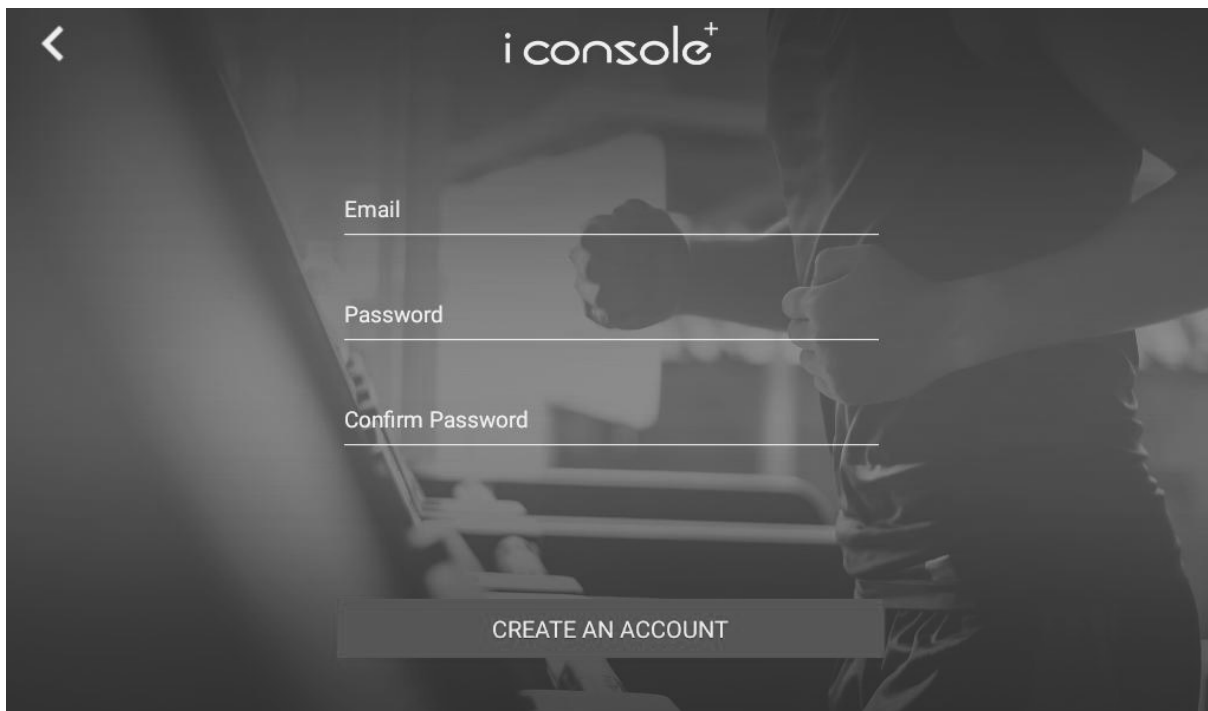 i console+
Email
Password
Confirm Password
CREATE AN ACCOUNT